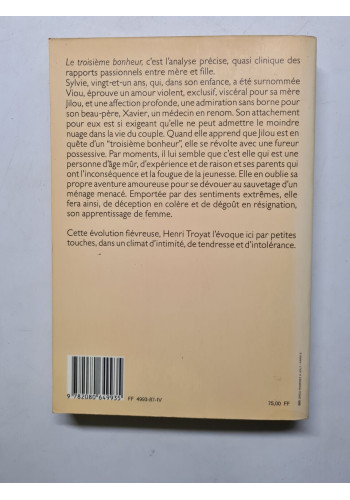 Le troisième bonheur, c'est l'analyse précise, quasi clinique des
rapports passionnels entre mère et fille.
Sylvie, vingt-et-un ans, qui, dans son enfance, a été surnommée
Viou, éprouve un amour violent, exclusif, viscéral pour sa mère
Jilou, et une affection profonde, une admiration sans borne pour
son beau-père, Xavier, un médecin en renom. Son attachement
pour eux est si exigeant qu'elle ne peut admettre le moindre
nuage dans la vie du couple. Quand elle apprend que Jilou est en
quête d'un "troisième bonheur", elle se révolte avec une fureur
possessive. Par moments, il lui semble que c'est elle qui est une
personne d'âge mûr, d'expérience et de raison et ses parents qui
ont l'inconséquence et la fougue de la jeunesse. Elle en oublie sa
propre aventure amoureuse pour se dévouer au sauvetage d'un
ménage menacé. Emportée par des sentiments extrêmes, elle
fera ainsi, de déception en colère et de dégoût en résignation,
son apprentissage de femme.
Cette évolution fiévreuse, Henri Troyat l'évoque ici par petites
touches, dans un climat d'intimité, de tendresse et d'intolérance.
9 782080 649935
FF 4993-87-IV
75,00 FF